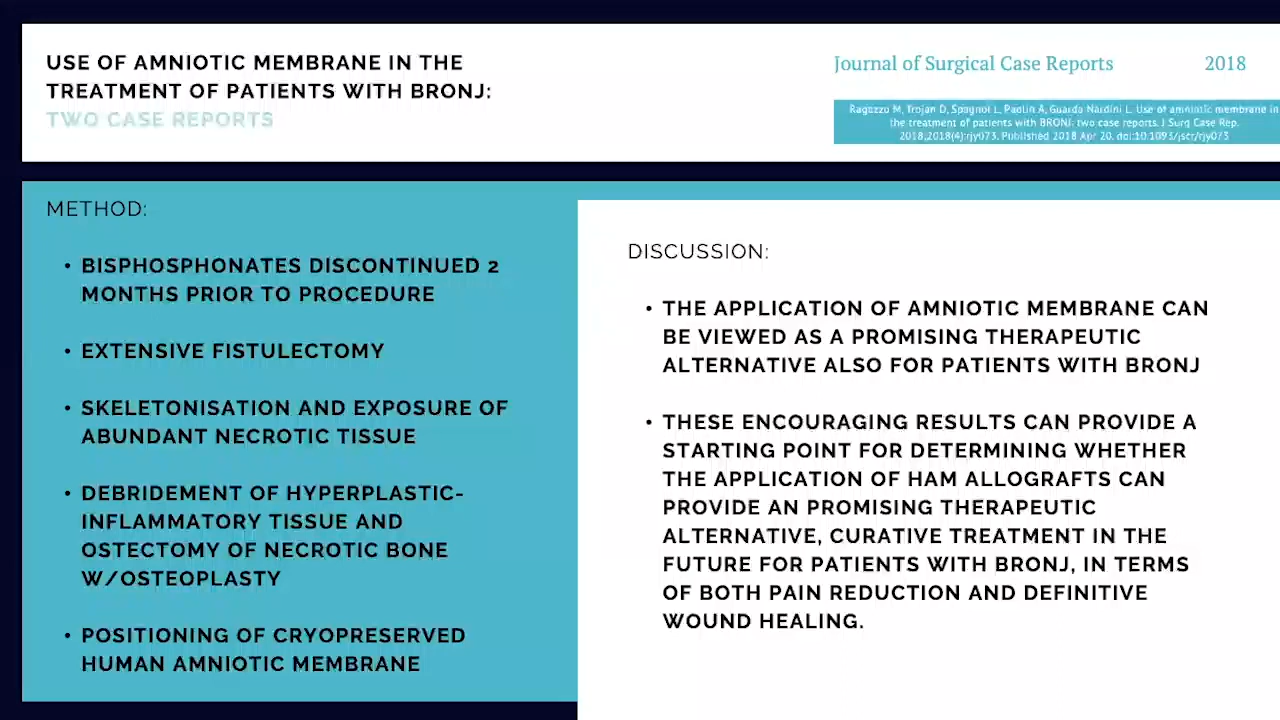 USE OF AMNIOTIC MEMBRANE IN THE
TREATMENT OF PATIENTS WITH BRONJ:
TWO CASE REPORTS
Journal of Surgical Case Reports 2018
Ragazzo M, Trojan D, Spagnol L, Paolin A, Guarda Nardini L. Use of amniotic membrane in
the treatment of patients with BRONJ: two case reports. J Surg Case Rep.
2018;2018(4):rjy073. Published 2018 Apr 20. doi:10.1093/jscr/rjy073
METHOD:
• BISPHOSPHONATES DISCONTINUED 2
MONTHS PRIOR TO PROCEDURE
• EXTENSIVE FISTULECTOMY
• SKELETONISATION AND EXPOSURE OF
ABUNDANT NECROTIC TISSUE
• DEBRIDEMENT OF HYPERPLASTIC-
INFLAMMATORY TISSUE AND
OSTECTOMY OF NECROTIC BONE
W/OSTEOPLASTY
• POSITIONING OF CRYOPRESERVED
HUMAN AMNIOTIC MEMBRANE
DISCUSSION:
• THE APPLICATION OF AMNIOTIC MEMBRANE CAN
BE VIEWED AS A PROMISING THERAPEUTIC
ALTERNATIVE ALSO FOR PATIENTS WITH BRONJ
• THESE ENCOURAGING RESULTS CAN PROVIDE A
STARTING POINT FOR DETERMINING WHETHER
THE APPLICATION OF HAM ALLOGRAFTS CAN
PROVIDE AN PROMISING THERAPEUTIC
ALTERNATIVE, CURATIVE TREATMENT IN THE
FUTURE FOR PATIENTS WITH BRONJ, IN TERMS
OF BOTH PAIN REDUCTION AND DEFINITIVE
WOUND HEALING.